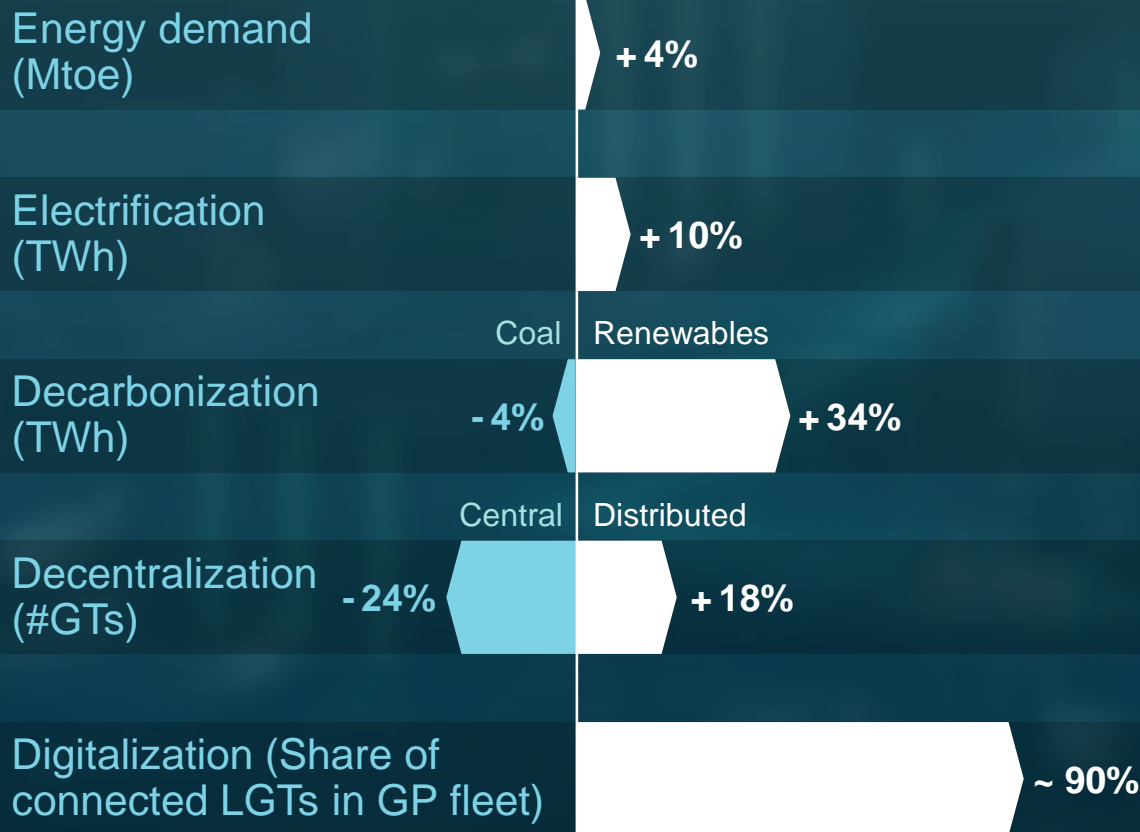 Energy demand
(Mtoe)
+ 4%
Electrification
(TWh)
+ 10%
Coal
Renewables
Decarbonization
(TWh)
- 4%
+ 34%
Central
Distributed
Decentralization
(#GTs)
- 24%
+ 18%
Digitalization (Share of
connected LGTs in GP fleet)
~ 90%